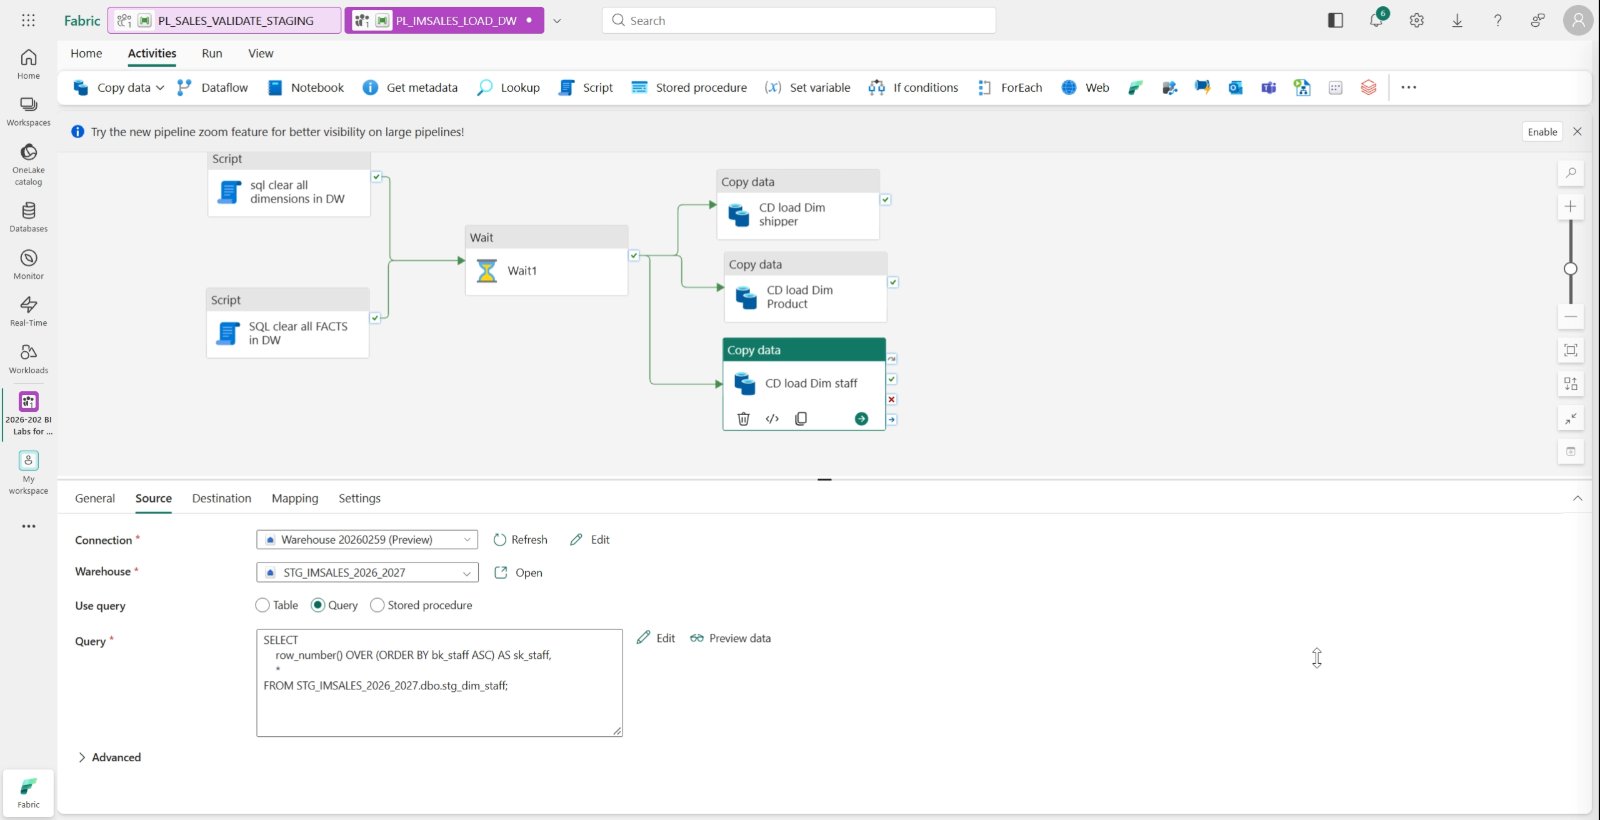 Fabric
PL_SALES_VALIDATE_STAGING
PL_IMSALES_LOAD_DW
Search
6
Home
Activities
Run
View
Copy data
Dataflow
Notebook
Get metadata
Lookup
Script
Stored procedure
(x) Set variable
If conditions
ForEach
Web
Try the new pipeline zoom feature for better visibility on large pipelines!
Enable
Home
Workspaces
OneLake
catalog
Databases
Monitor
Real-Time
Workloads
2026-202 BI
Labs for ...
My
workspace
Fabric
Script
sql clear all
dimensions in DW
Script
SQL clear all FACTS
in DW
Wait
Wait1
Copy data
CD load Dim
shipper
Copy data
CD load Dim
Product
Copy data
CD load Dim staff
General
Source
Destination
Mapping
Settings
Connection *
Warehouse 20260259 (Preview)
Refresh
Edit
Warehouse *
STG_IMSALES_2026_2027
Open
Use query
Table
Query
Stored procedure
Query *
SELECT
row_number() OVER (ORDER BY bk_staff ASC) AS sk_staff,
*
FROM STG_IMSALES_2026_2027.dbo.stg_dim_staff;
Edit
Preview data
Advanced